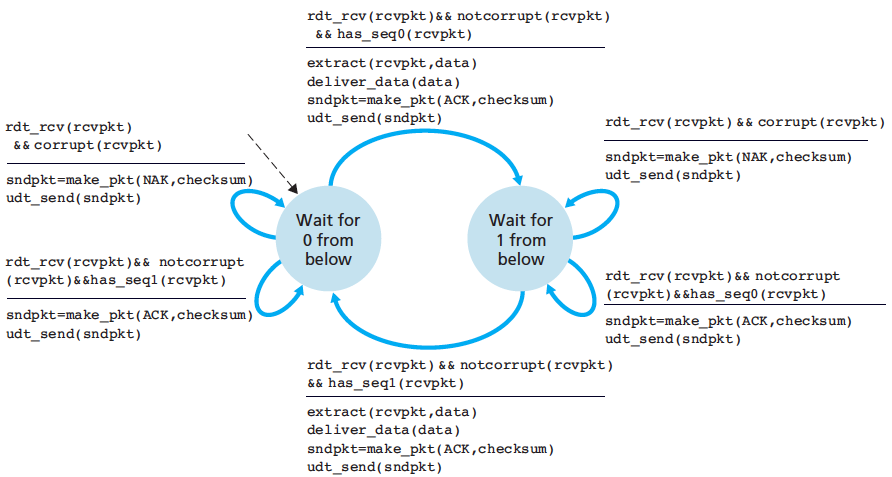 rdt_rcv(rcvpkt)&& notcorrupt(rcvpkt)
&& has_seq0(rcvpkt)
extract(rcvpkt,data)
deliver_data(data)
sndpkt=make_pkt(ACK,checksum)
udt_send(sndpkt)
rdt_rcv(rcvpkt)
&& corrupt(rcvpkt)
sndpkt=make_pkt(NAK,checksum)
udt_send(sndpkt)
rdt_rcv(rcvpkt) && corrupt(rcvpkt)
sndpkt=make_pkt(NAK,checksum)
udt_send(sndpkt)
Wait for
0 from
below
Wait for
1 from
below
rdt_rcv(rcvpkt)&& notcorrupt
(rcvpkt)&&has_seq1(rcvpkt)
sndpkt=make_pkt(ACK,checksum)
udt_send(sndpkt)
rdt_rcv(rcvpkt)&& notcorrupt
(rcvpkt)&&has_seq0(rcvpkt)
sndpkt=make_pkt(ACK,checksum)
udt_send(sndpkt)
rdt_rcv(rcvpkt) && notcorrupt(rcvpkt)
&& has_seq1(rcvpkt)
extract(rcvpkt,data)
deliver_data(data)
sndpkt=make_pkt(ACK,checksum)
udt_send(sndpkt)